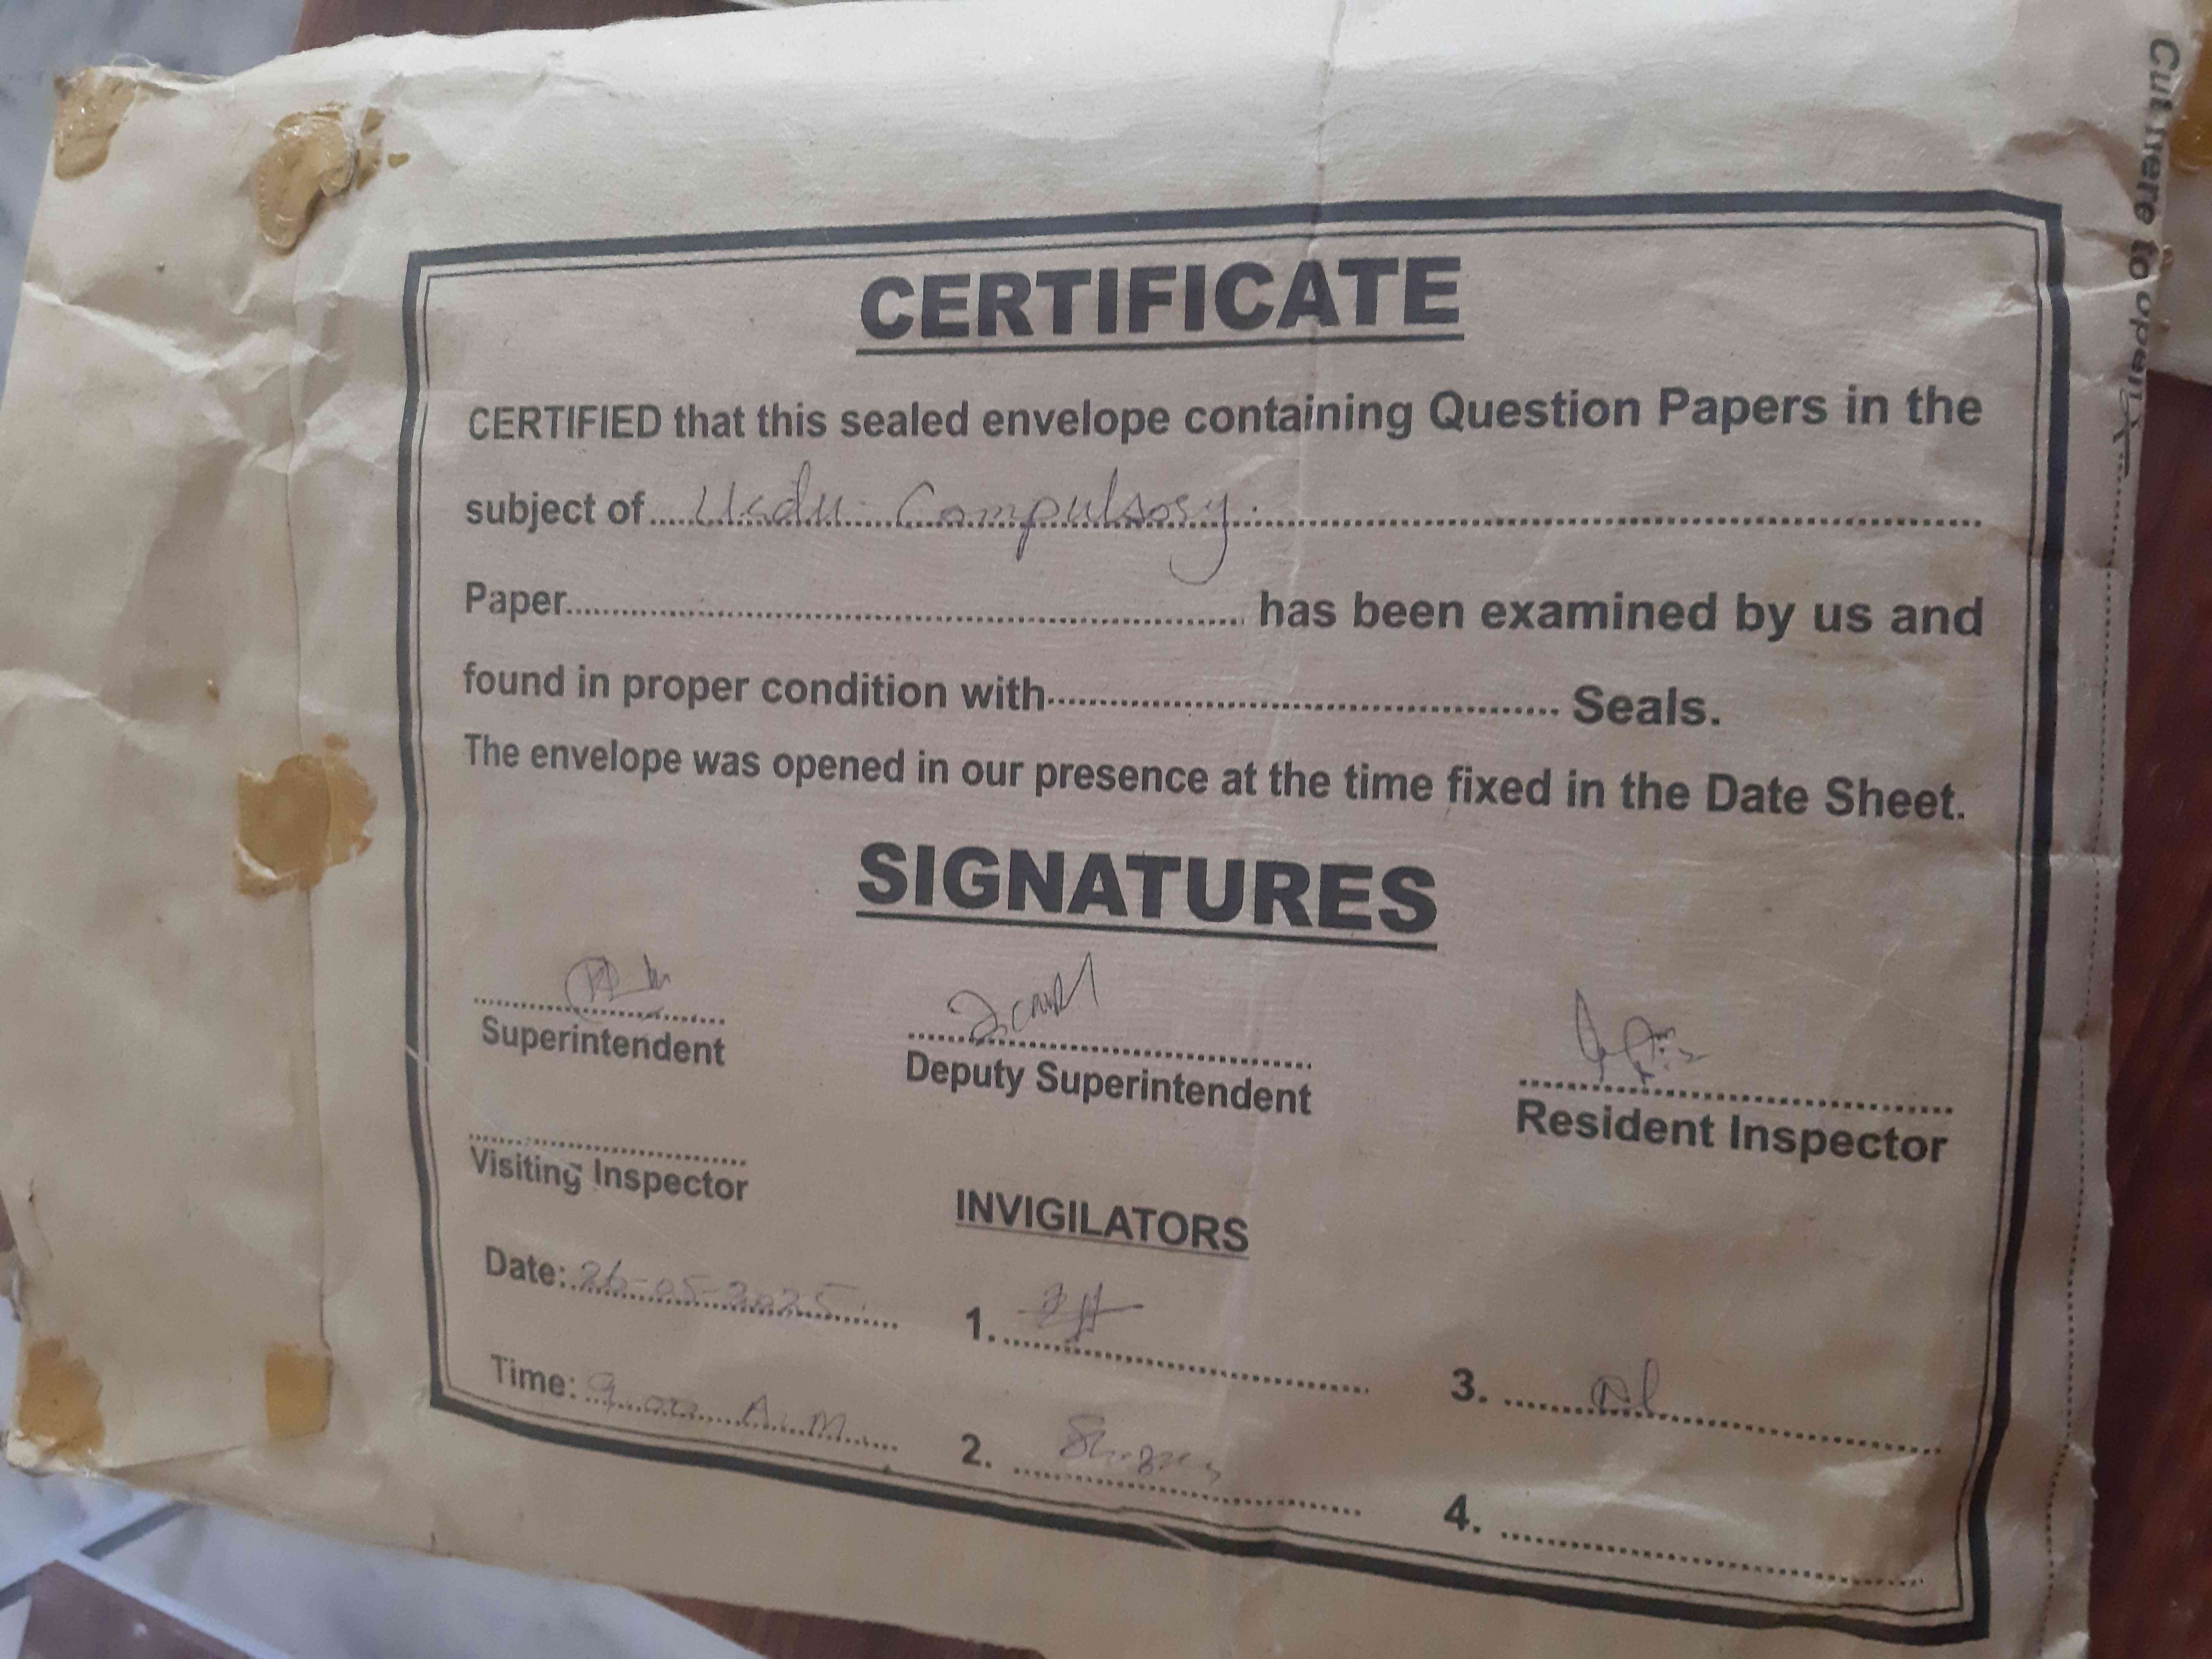 CERTIFICATE
CERTIFIED that this sealed envelope containing Question Papers in the
subject of Urdu Compulsory.
Paper has been examined by us and
found in proper condition with Seals.
The envelope was opened in our presence at the time fixed in the Date Sheet.
SIGNATURES
Superintendent
Deputy Superintendent
Resident Inspector
Visiting Inspector
INVIGILATORS
Date: 26-05-2025
1.
3.
Time: 9.00 A.M.
2.
4.
Cut here to open